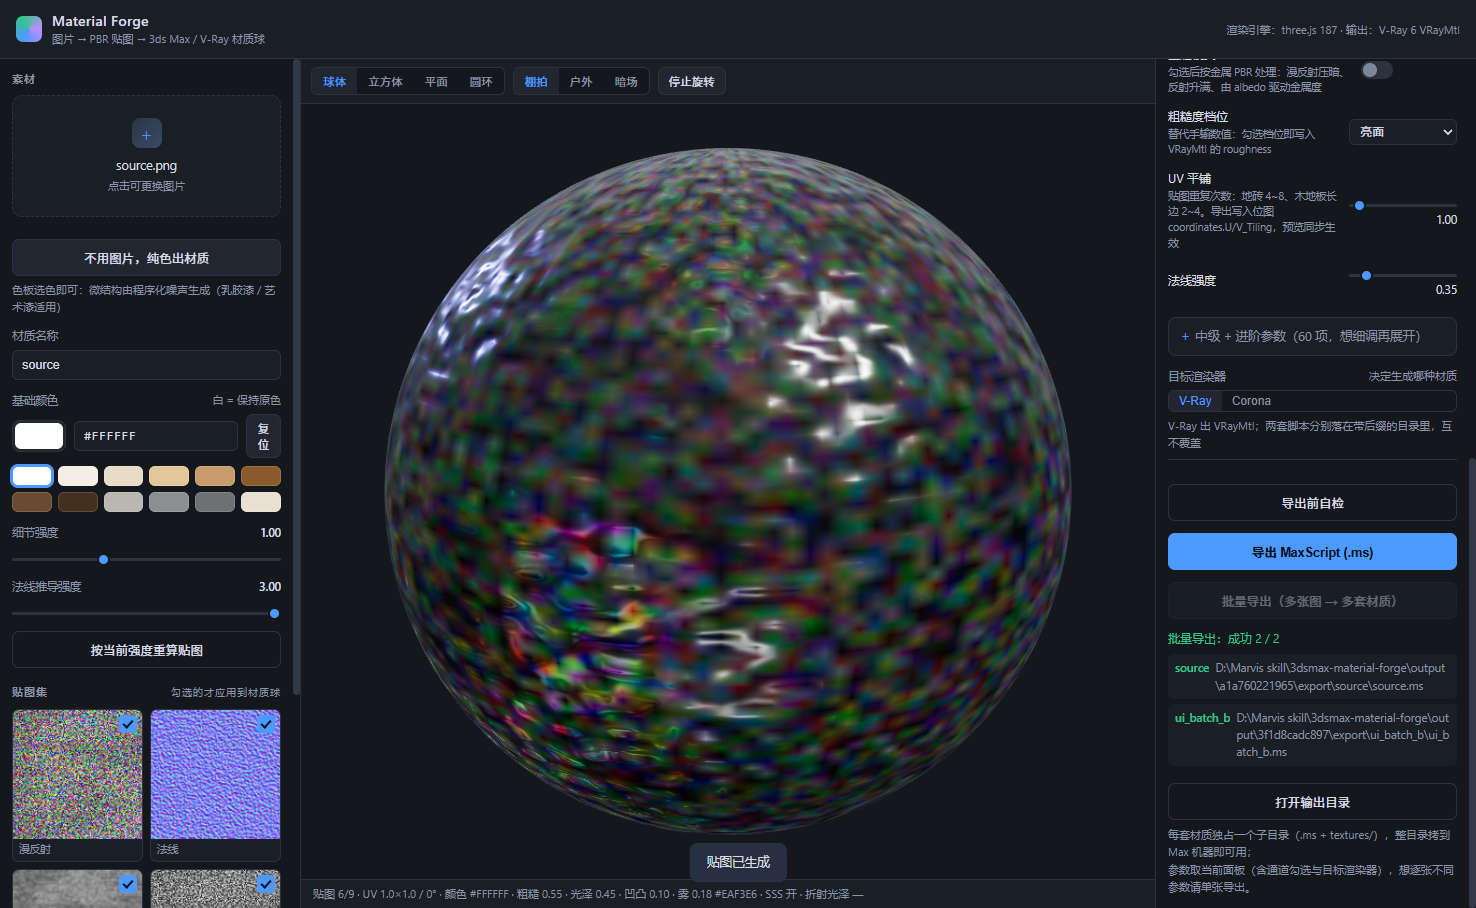 Material Forge
图片 → PBR 贴图 → 3ds Max / V-Ray 材质球
渲染引擎：three.js 187 · 输出：V-Ray 6 VRayMtl
素材
+
source.png
点击可更换图片
不用图片，纯色出材质
色板选色即可：微结构由程序化噪声生成（乳胶漆 / 艺
术漆适用）
材质名称
source
基础颜色
白 = 保持原色
#FFFFFF
复
位
细节强度
1.00
法线推导强度
3.00
按当前强度重算贴图
贴图集
勾选的才应用到材质球
漫反射
法线
球体
立方体
平面
圆环
棚拍
户外
暗场
停止旋转
贴图已生成
贴图 6/9 · UV 1.0×1.0 / 0° · 颜色 #FFFFFF · 粗糙 0.55 · 光泽 0.45 · 凹凸 0.10 · 雾 0.18 #EAF3E6 · SSS 开 · 折射光泽 —
勾选后按金属 PBR 处理：漫反射压暗、
反射升满、由 albedo 驱动金属度
粗糙度档位
替代手输数值：勾选档位即写入
VRayMtl 的 roughness
亮面
UV 平铺
贴图重复次数：地砖 4~8、木地板长
边 2~4。导出写入位图
coordinates.U/V_Tiling，预览同步生
效
1.00
法线强度
0.35
+ 中级 + 进阶参数（60 项，想细调再展开）
目标渲染器
决定生成哪种材质
V-Ray
Corona
V-Ray 出 VRayMtl；两套脚本分别落在带后缀的目录里，互
不覆盖
导出前自检
导出 MaxScript (.ms)
批量导出（多张图 → 多套材质）
批量导出：成功 2 / 2
source D:\Marvis skill\3dsmax-material-forge\output
\a1a760221965\export\source\source.ms
ui_batch_b D:\Marvis skill\3dsmax-material-forge\out
put\3f1d8cadc897\export\ui_batch_b\ui_b
atch_b.ms
打开输出目录
每套材质独占一个子目录（.ms + textures/），整目录拷到
Max 机器即可用；
参数取当前面板（含通道勾选与目标渲染器），想逐张不同
参数请单张导出。